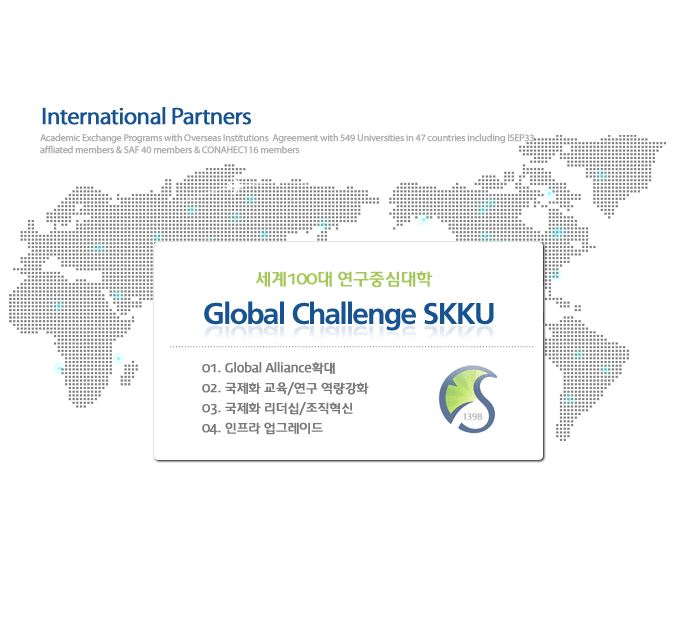 International Partners
Academic Exchange Programs with Overseas Institutions Agreement with 549 Universities in 47 countries including ISEP33
affliated members & SAF 40 members & CONAHEC116 members
세계100대 연구중심대학
Global Challenge SKKU
01. Global Alliance확대
02. 국제화 교육/연구 역량강화
03. 국제화 리더십/조직혁신
04. 인프라 업그레이드
1398